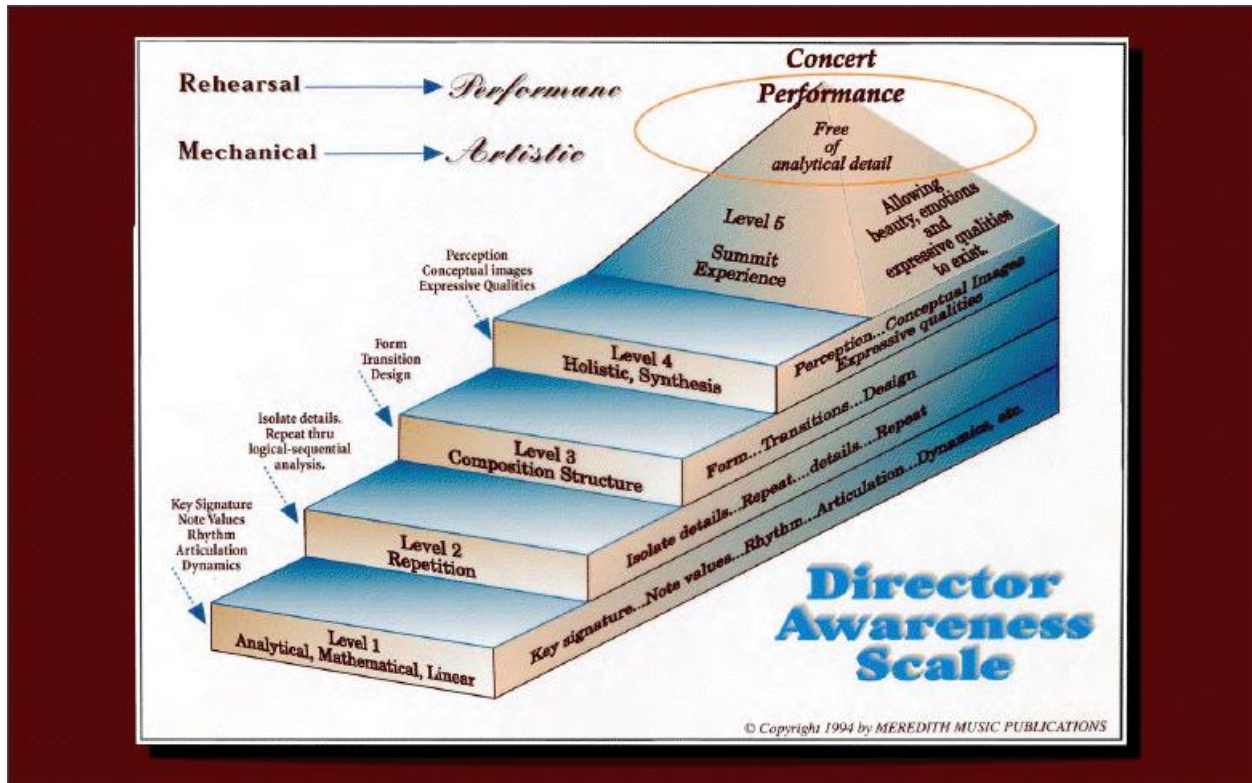 Rehearsal
Performanc
Mechanical
Artistic
Concert
Performance
Free
of
analytical detail
Level 5
Summit
Experience
Allowing
beauty, emotions
and
expressive qualities
to exist.
Perception
Conceptual images
Expressive Qualities
Level 4
Holistic, Synthesis
Perception...Conceptual Images
Expressive qualities
Form
Transition
Design
Level 3
Composition Structure
Form...Transitions...Design
Isolate details.
Repeat thru
logical-sequential
analysis.
Level 2
Repetition
Isolate details...Repeat....details....Repeat
Key Signature
Note Values
Rhythm
Articulation
Dynamics
Level 1
Analytical, Mathematical, Linear
Key signature...Note values...Rhythm...Articulation...Dynamics, etc.
Director
Awareness
Scale
© Copyright 1994 by MEREDITH MUSIC PUBLICATIONS